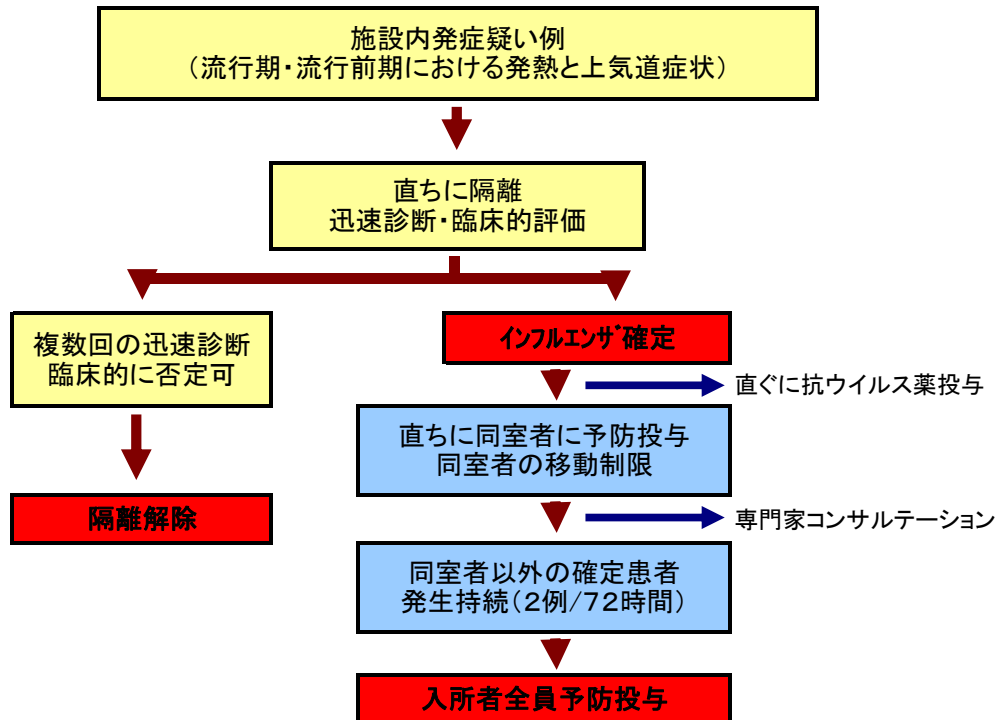 施設内発症疑い例
（流行期・流行前期における発熱と上気道症状）
直ちに隔離
迅速診断・臨床的評価
複数回の迅速診断
臨床的に否定可
隔離解除
ｲﾝﾌﾙｴﾝｻﾞ確定
直ぐに抗ウイルス薬投与
直ちに同室者に予防投与
同室者の移動制限
専門家コンサルテーション
同室者以外の確定患者
発生持続（２例/７２時間）
入所者全員予防投与